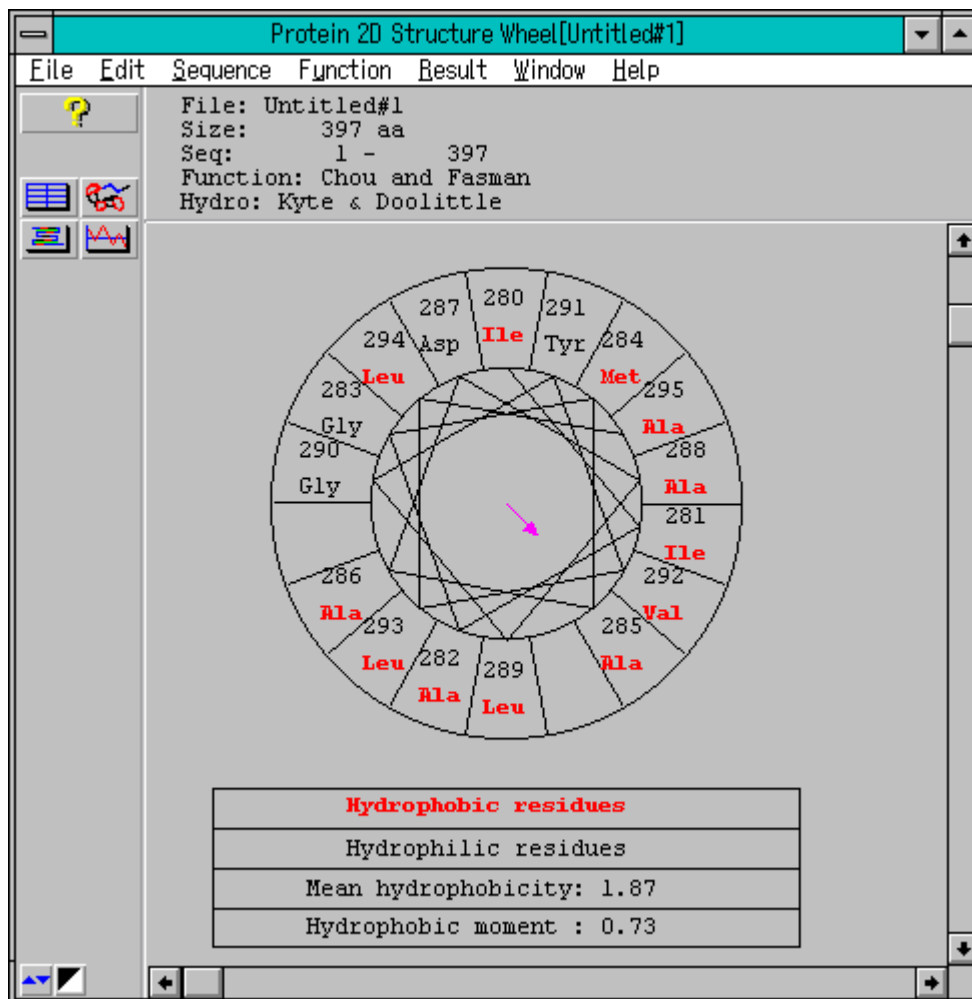 Protein 2D Structure Wheel[Untitled#1]
File Edit Sequence Function Result Window Help
File: Untitled#1
Size: 397 aa
Seq: 1 - 397
Function: Chou and Fasman
Hydro: Kyte & Doolittle
280
Ile
291
Tyr
284
Met
295
Ala
288
Ala
281
Ile
292
Val
285
Ala
289
Leu
282
Ala
293
Leu
286
Ala
290
Gly
283
Gly
294
Leu
287
Asp
Hydrophobic residues
Hydrophilic residues
Mean hydrophobicity: 1.87
Hydrophobic moment : 0.73